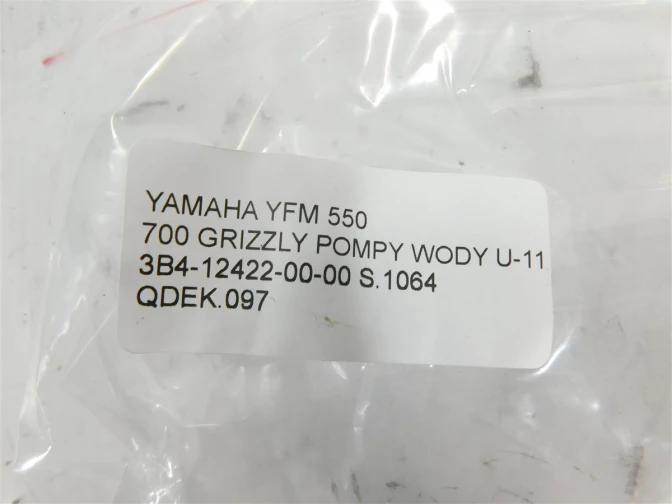 YAMAHA YFM 550
700 GRIZZLY POMPY WODY U-11
3B4-12422-00-00 S.1064
QDEK.097